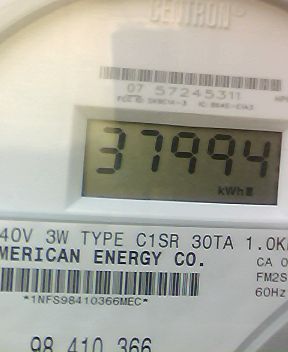 CENTRON®
07 57245311
37994
kWh
40V 3W TYPE C1SR 30TA 1.0K
MERICAN ENERGY CO.
CA 0
FM2S
60Hz
*1NFS98410366MEC*
98 410 366